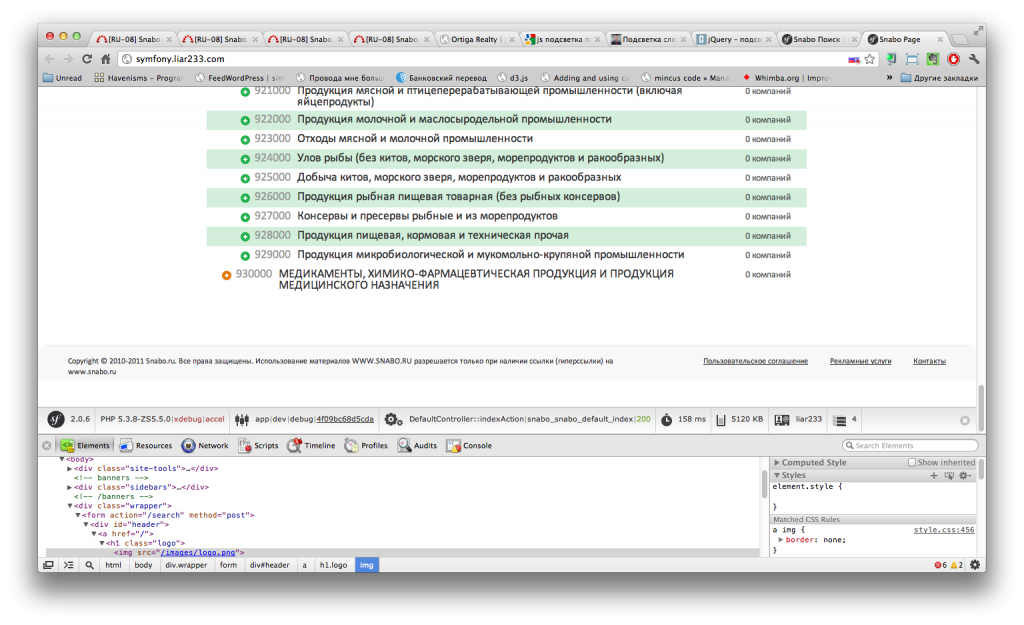 [RU-08] Snabo. [RU-08] Snabo. [RU-08] Snabo. [RU-08] Snabo. Ortiga Realty js подсветка Подсветка jQuery - подсв Snabo Поиск Snabo Page
symfony.liar233.com
Unread Havenisms - Progra FeedWordPress | Провода мне Банковский перевод d3.js Adding and using mincus code » Whimba.org | » Другие закладки
921000 Продукция мясной и птицеперерабатывающей промышленности (включая 0 компаний
яйцепродукты)
922000 Продукция молочной и маслосыродельной промышленности 0 компаний
923000 Отходы мясной и молочной промышленности 0 компаний
924000 Улов рыбы (без китов, морского зверя, морепродуктов и ракообразных) 0 компаний
925000 Добыча китов, морского зверя, морепродуктов и ракообразных 0 компаний
926000 Продукция рыбная пищевая товарная (без рыбных консервов) 0 компаний
927000 Консервы и пресервы рыбные и из морепродуктов 0 компаний
928000 Продукция пищевая, кормовая и техническая прочая 0 компаний
929000 Продукция микробиологической и мукомольно-крупяной промышленности 0 компаний
930000 МЕДИКАМЕНТЫ, ХИМИКО-ФАРМАЦЕВТИЧЕСКАЯ ПРОДУКЦИЯ И ПРОДУКЦИЯ 0 компаний
МЕДИЦИНСКОГО НАЗНАЧЕНИЯ
Copyright © 2010-2011 Snabo.ru. Все права защищены. Использование материалов WWW.SNABO.RU разрешается только при наличии ссылки (гиперссылки) на Пользовательское соглашение Рекламные услуги Контакты
www.snabo.ru
sf 2.0.6 PHP 5.3.8-ZS5.5.0|xdebug|accel app|dev|debug|4f09bc68d5cda DefaultController::indexAction|snabo_snabo_default_index|200 158 ms 5120 KB liar233 4
Elements Resources Network Scripts Timeline Profiles Audits Console Search Elements
<body> Computed Style Show inherited
<div class="site-tools">…</div> Styles
<!-- banners --> element.style {
<div class="sidebars">…</div>
<!-- /banners --> }
<div class="wrapper"> Matched CSS Rules
<form action="/search" method="post"> a img { style.css:456
<div id="header"> border: none;
<a href="/"> }
<h1 class="logo">
<img src="/images/logo.png">
html body div.wrapper form div#header a h1.logo img 6 2